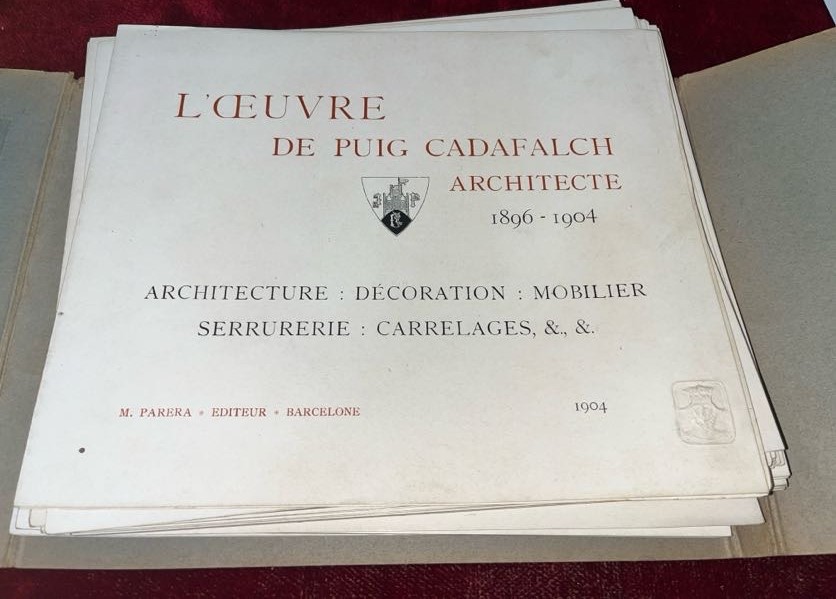 L'ŒUVRE
DE PUIG CADAFALCH
ARCHITECTE
1896 - 1904
ARCHITECTURE : DÉCORATION : MOBILIER
SERRURERIE : CARRELAGES, &., &.
M. PARERA * EDITEUR * BARCELONE
1904